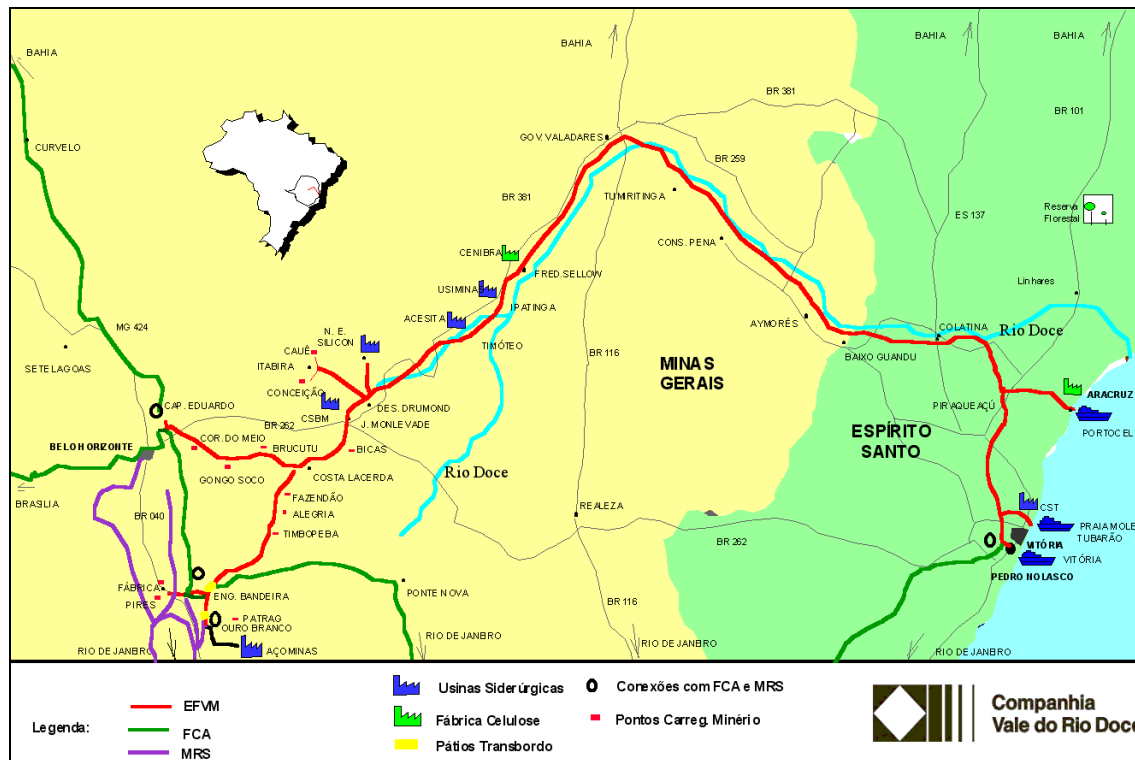 BAHIA
BAHIA
BAHIA
BAHIA
BR 381
BR 101
CURVELO
GOV. VALADARES
BR 259
BR 381
TUMIRITINGA
ES 137
Reserva
Florestal
CONS. PENA
CENIBRA
FRED.SELLOW
USIMINAS
IPATINGA
Linhares
ACESITA
AYMORÉS
COLATINA
Rio Doce
MG 424
N. E.
SILICON
TIMÓTEO
BAIXO GUANDU
CAUÊ
ITABIRA
BR 116
MINAS
GERAIS
SETE LAGOAS
CONCEIÇÃO
CAP. EDUARDO
CSBM
DES. DRUMOND
J. MONLEVADE
PIRAQUEAÇÚ
ARACRUZ
PORTOCEL
BR 262
BELO HORIZONTE
COR. DO MEIO
BRUCUTU
BICAS
ESPÍRITO
SANTO
GONGO SOCO
COSTA LACERDA
Rio Doce
BRASILIA
FAZENDÃO
ALEGRIA
REALEZA
CST
BR 040
TIMBOPEBA
PRAIA MOLE
TUBARÃO
BR 262
VITÓRIA
VITÓRIA
PEDRO NOLASCO
FÁBRICA
ENG. BANDEIRA
PONTE NOVA
PIRES
PATRAG
OURO BRANCO
BR 116
AÇOMINAS
RIO DE JANBRO
RIO DE JANBRO
RIO DE JANBRO
RIO DE JANBRO
Legenda:
EFVM
FCA
MRS
Usinas Siderúrgicas
Fábrica Celulose
Pátios Transbordo
Conexões com FCA e MRS
Pontos Carreg. Minério
Companhia
Vale do Rio Doce